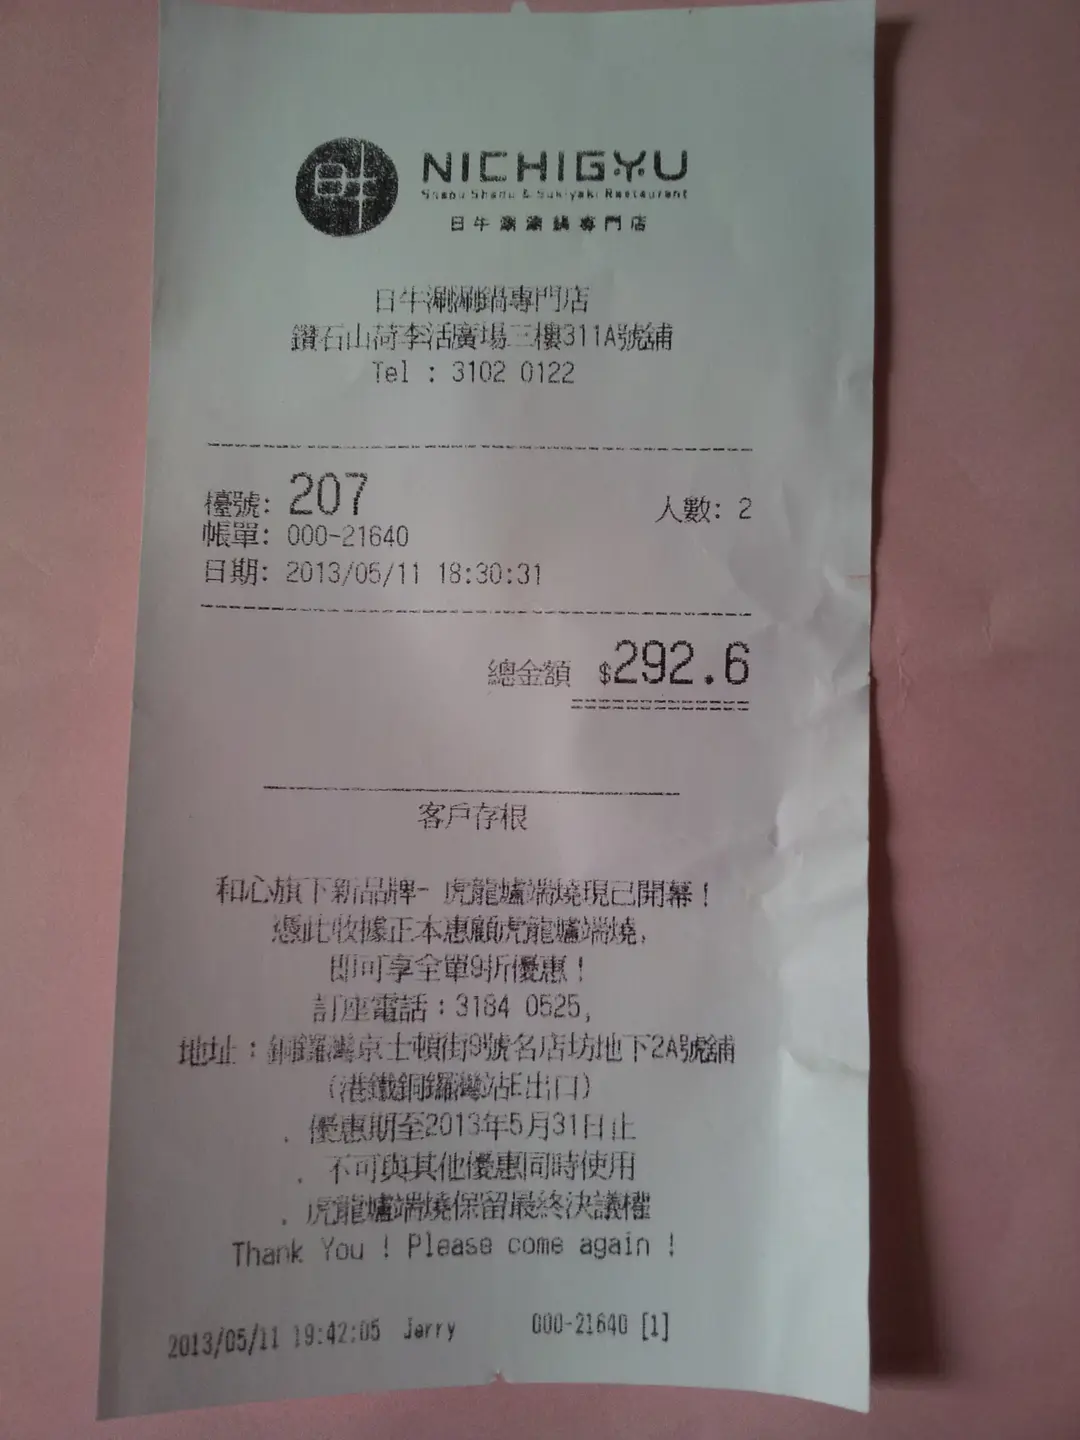 NICHIGYU
Shabu Shabu & Sukiyaki Restaurant
日牛涮涮鍋專門店
日牛涮涮鍋專門店
鑽石山荷李活廣場三樓311A號舖
Tel : 3102 0122
檯號: 207 人數: 2
帳單: 000-21640
日期: 2013/05/11 18:30:31
總金額 $292.6
客戶存根
和心旗下新品牌- 虎龍爐端燒現已開幕!
憑此收據正本惠顧虎龍爐端燒,
即可享全單9折優惠!
訂座電話:3184 0525,
地址:銅鑼灣京士頓街9號名店坊地下2A號舖
(港鐵銅鑼灣站E出口)
. 優惠期至2013年5月31日止
. 不可與其他優惠同時使用
. 虎龍爐端燒保留最終決議權
Thank You ! Please come again !
2013/05/11 19:42:05 Jerry 000-21640 [1]